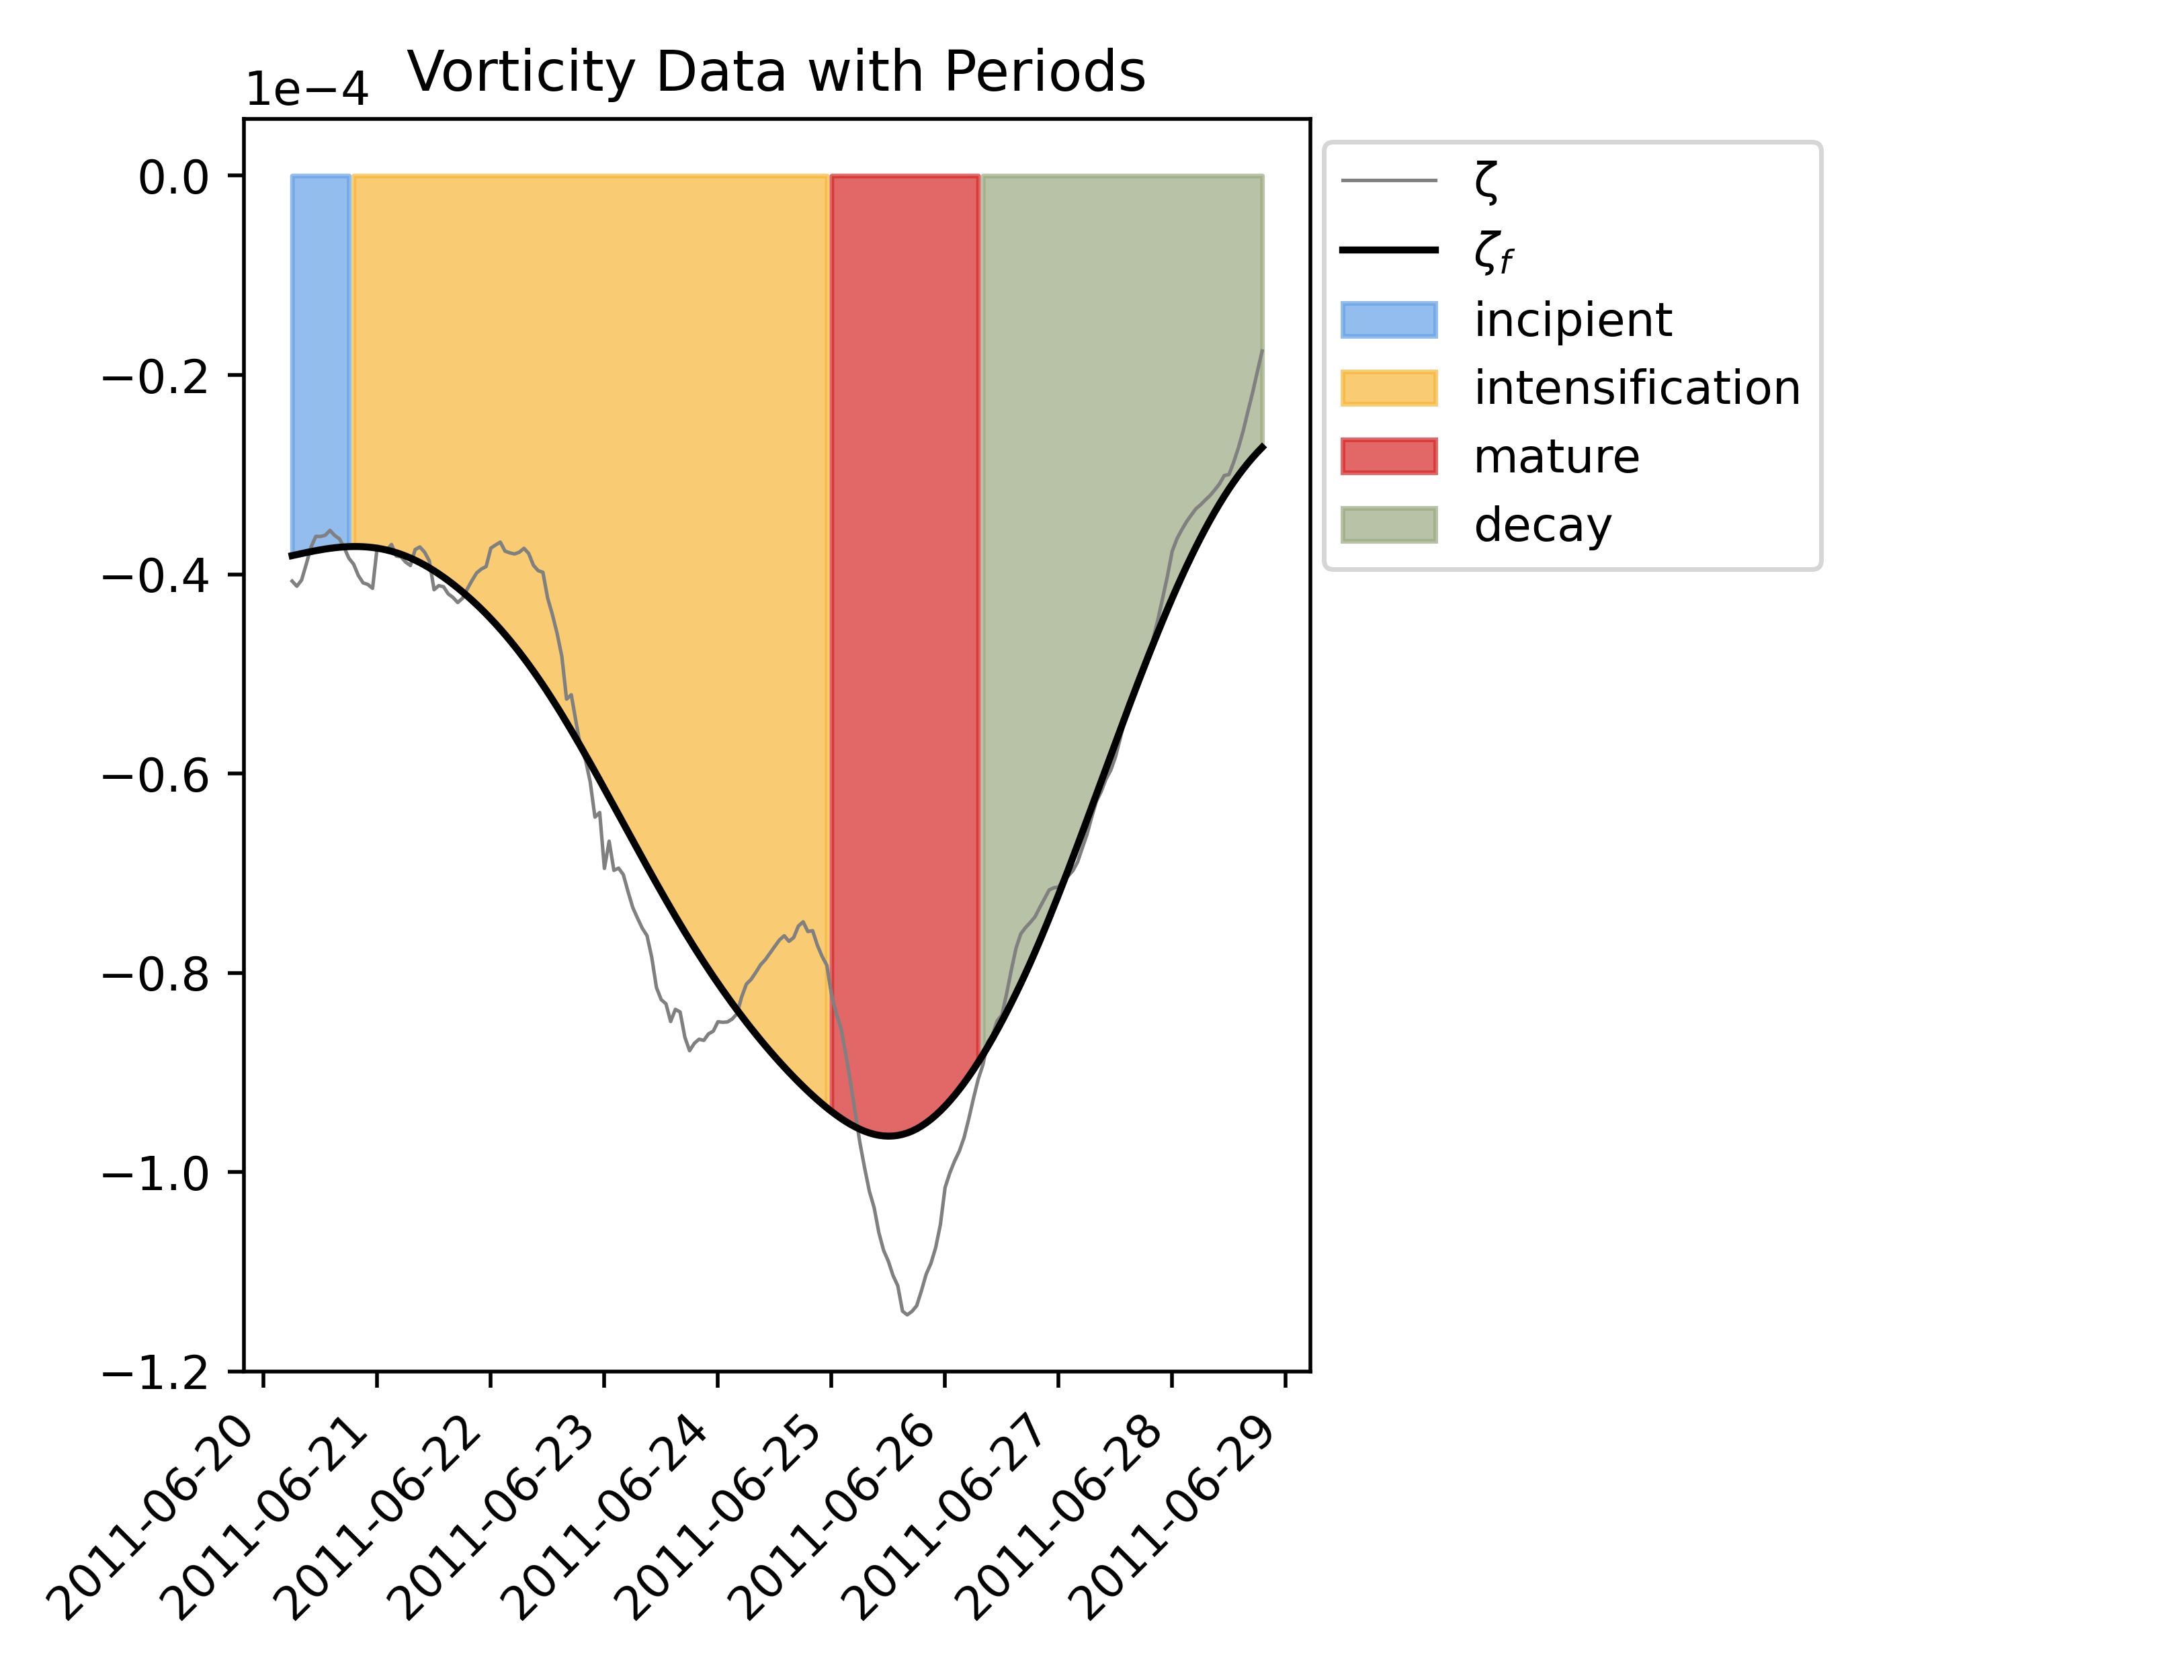 Vorticity Data with Periods
1e−4
0.0
−0.2
−0.4
−0.6
−0.8
−1.0
−1.2
2011-06-20
2011-06-21
2011-06-22
2011-06-23
2011-06-24
2011-06-25
2011-06-26
2011-06-27
2011-06-28
2011-06-29
ζ
ζf
incipient
intensification
mature
decay